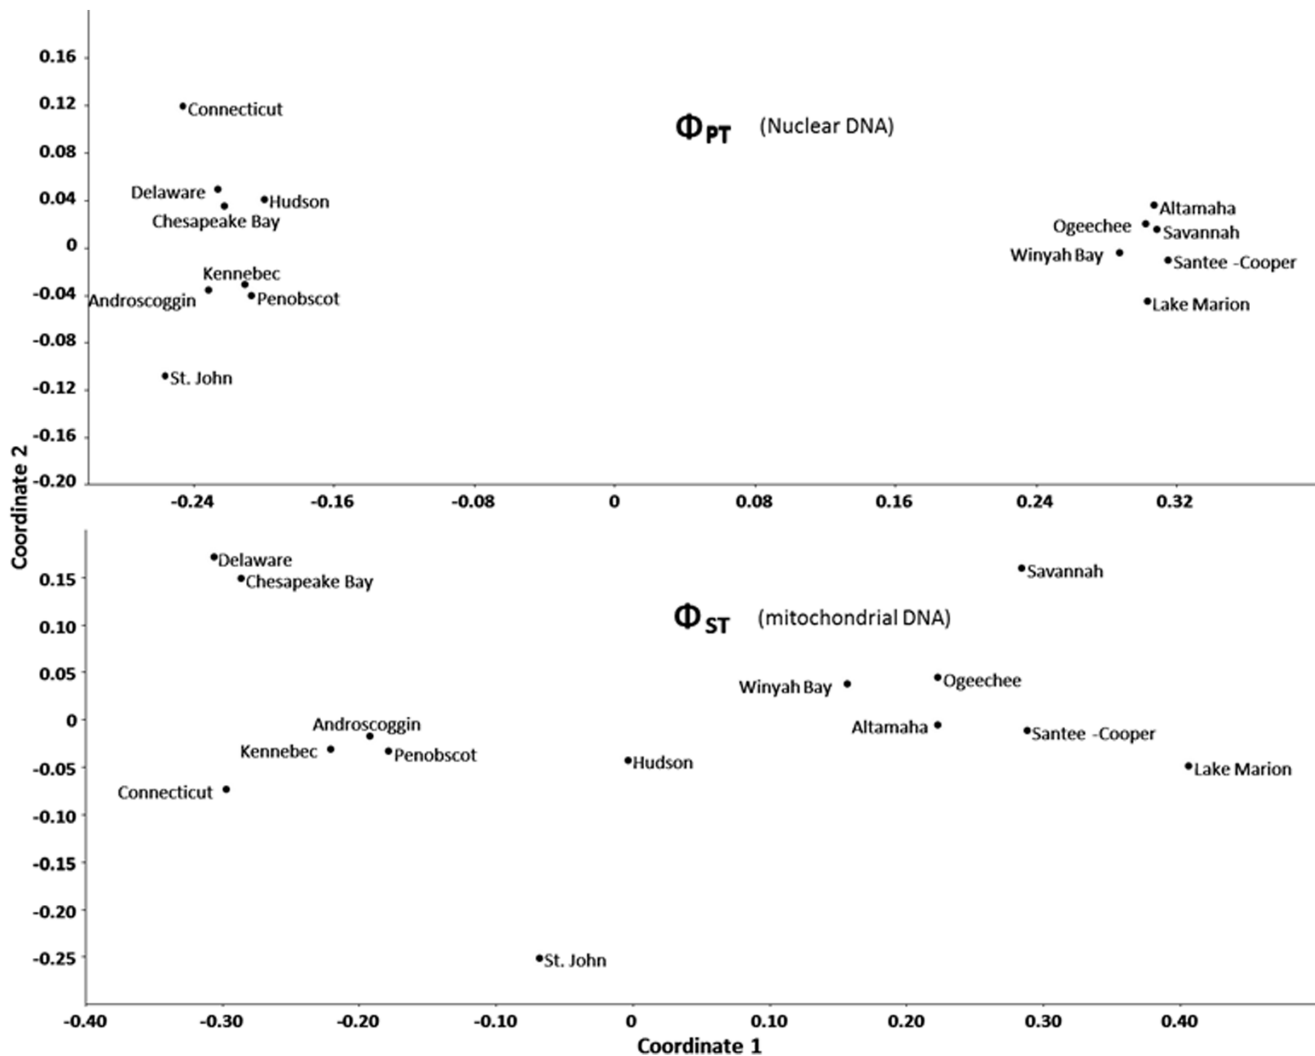 0.16
0.12
Connecticut
ΦPT (Nuclear DNA)
0.08
Delaware
Hudson
0.04
Chesapeake Bay
Altamaha
Ogeechee
Savannah
0
Winyah Bay
Santee -Cooper
Kennebec
-0.04
Androscoggin
Penobscot
Lake Marion
-0.08
St. John
-0.12
-0.16
-0.20
-0.24 -0.16 -0.08 0 0.08 0.16 0.24 0.32
Coordinate 2
Delaware
0.15
Chesapeake Bay
Savannah
0.10
ΦST (mitochondrial DNA)
0.05
Winyah Bay
Ogeechee
0
Androscoggin
Altamaha
Santee -Cooper
Kennebec
Penobscot
-0.05
Hudson
Lake Marion
Connecticut
-0.10
-0.15
-0.20
-0.25
St. John
-0.40 -0.30 -0.20 -0.10 0 0.10 0.20 0.30 0.40
Coordinate 1